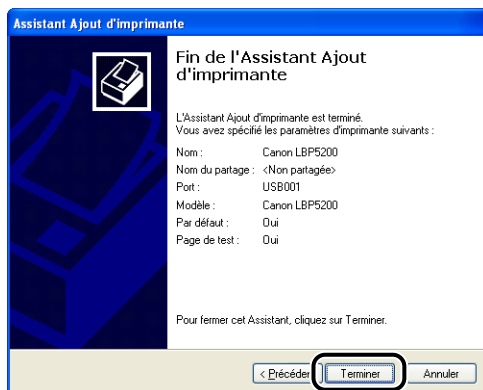 Assistant Ajout d'imprimante
Fin de l'Assistant Ajout
d'imprimante
L'Assistant Ajout d'imprimante est terminé.
Vous avez spécifié les paramètres d'imprimante suivants :
Nom : Canon LBP5200
Nom du partage : <Non partagée>
Port : USB001
Modèle : Canon LBP5200
Par défaut : Oui
Page de test : Oui
Pour fermer cet Assistant, cliquez sur Terminer.
< Précéden Terminer Annuler